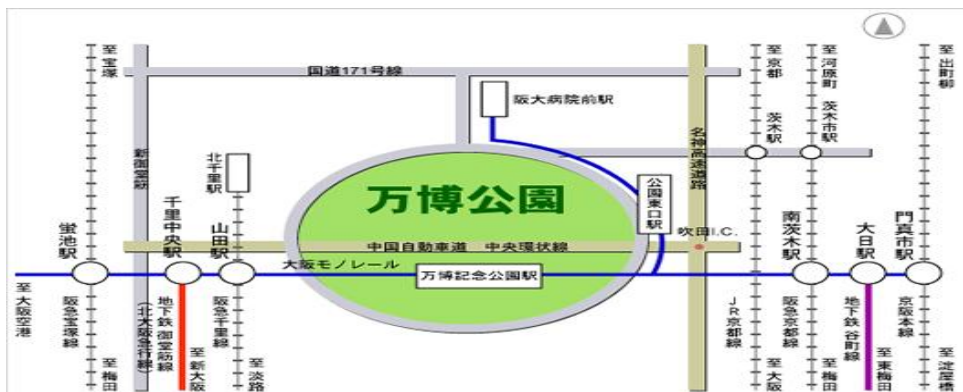 至宝塚
国道171号線
阪大病院前駅
至京都
至河原町
至出町柳
茨木駅
茨木市駅
新御堂筋
北千里駅
名神高速道路
万博公園
公園東口駅
蛍池駅
千里中央駅
山田駅
中国自動車道 中央環状線
吹田I.C.
南茨木駅
大日駅
門真市駅
大阪モノレール
万博記念公園駅
至大阪空港
阪急宝塚線
至梅田
(北大阪急行線)
地下鉄御堂筋線
至新大阪
阪急千里線
至淡路
JR京都線
至大阪
阪急京都線
至梅田
地下鉄谷町線
至東梅田
京阪本線
至淀屋橋